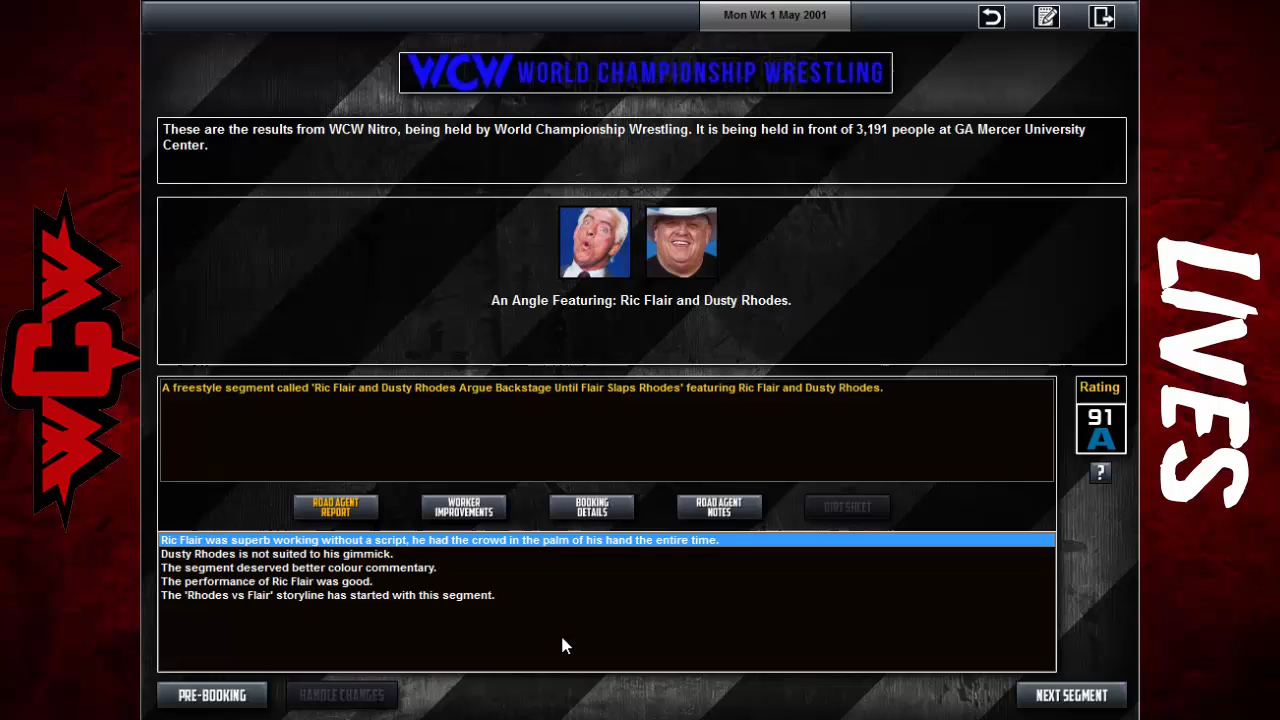 Mon Wk 1 May 2001
WCW WORLD CHAMPIONSHIP WRESTLING
These are the results from WCW Nitro, being held by World Championship Wrestling. It is being held in front of 3,191 people at GA Mercer University
Center.
An Angle Featuring: Ric Flair and Dusty Rhodes.
A freestyle segment called 'Ric Flair and Dusty Rhodes Argue Backstage Until Flair Slaps Rhodes' featuring Ric Flair and Dusty Rhodes.
Rating
91
A
?
ROAD AGENT
REPORT
WORKER
IMPROVEMENTS
BOOKING
DETAILS
ROAD AGENT
NOTES
DIRT SHEET
Ric Flair was superb working without a script, he had the crowd in the palm of his hand the entire time.
Dusty Rhodes is not suited to his gimmick.
The segment deserved better colour commentary.
The performance of Ric Flair was good.
The 'Rhodes vs Flair' storyline has started with this segment.
PRE-BOOKING
HANDLE CHANGES
NEXT SEGMENT
WCW
LIVES